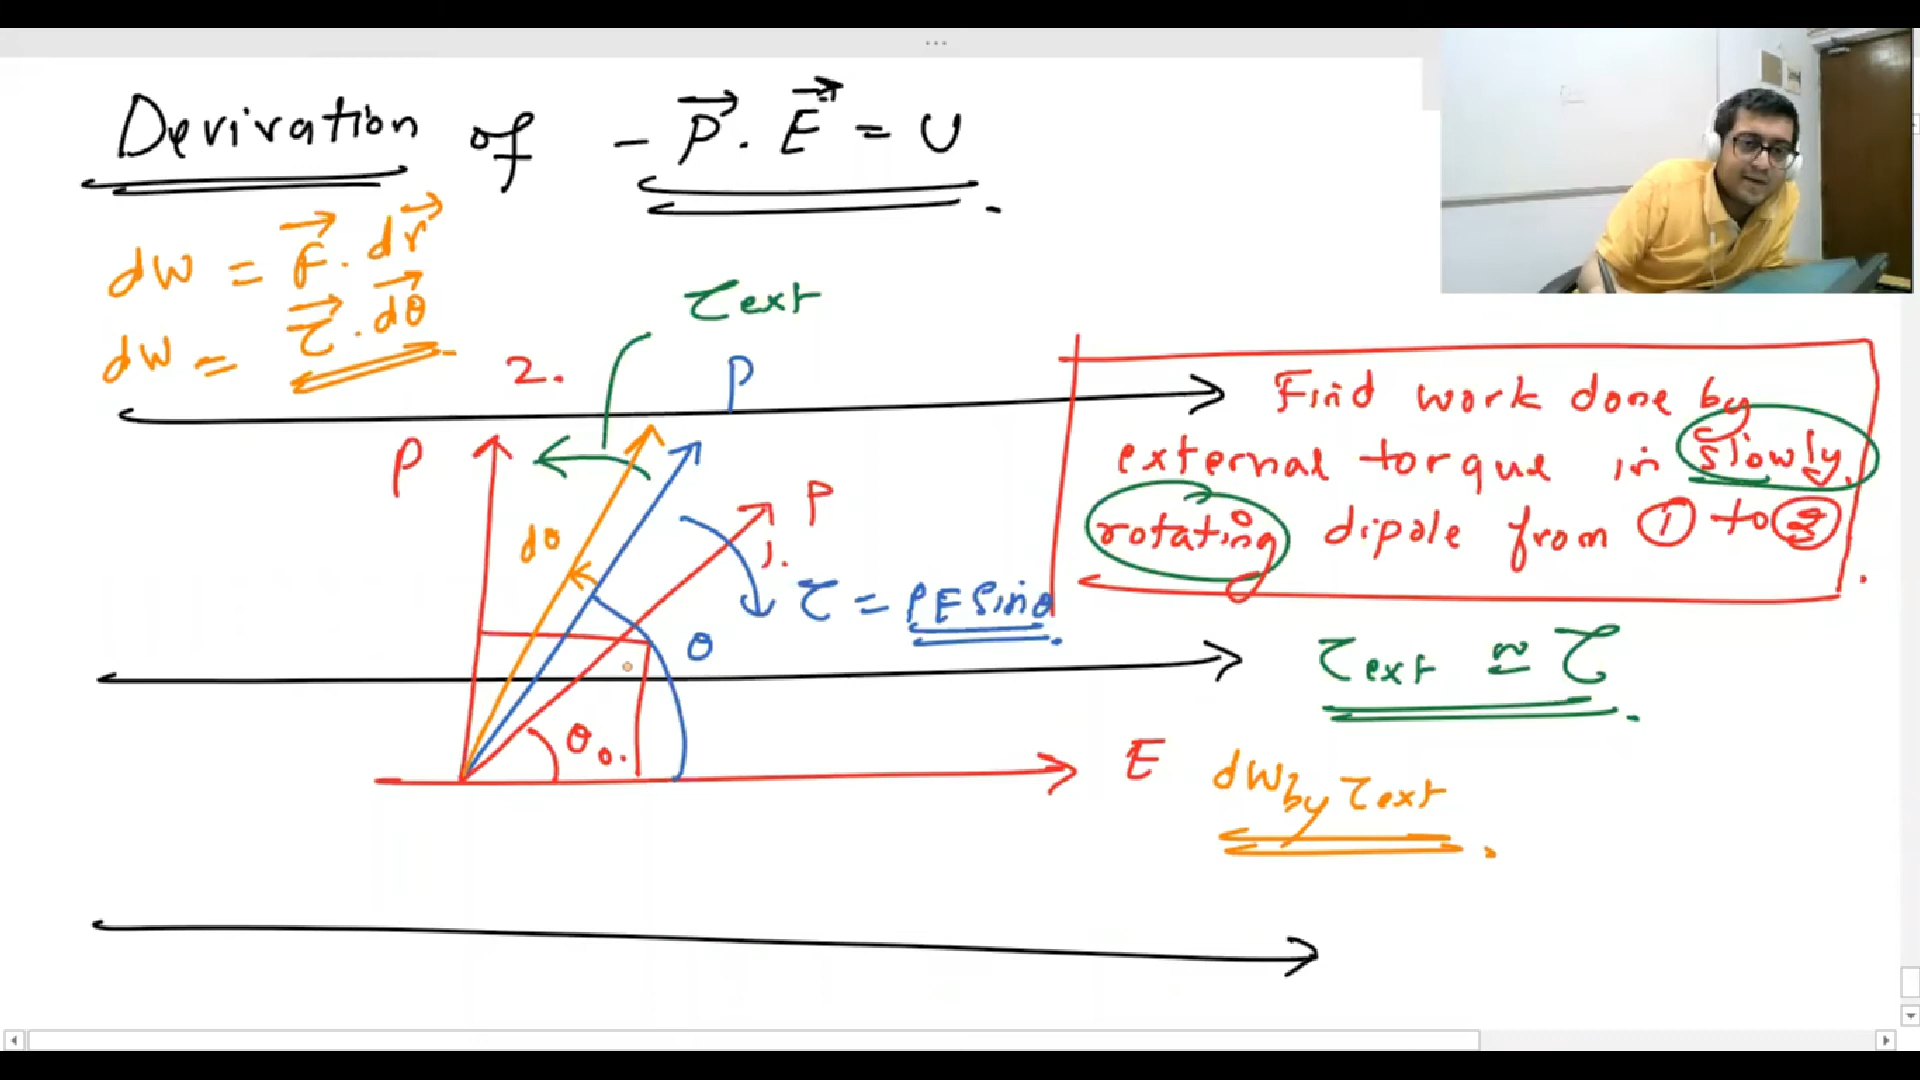 Derivation of - P⃗ . E⃗ = U
dW = F⃗ . dr⃗
dW = τ⃗ . dθ⃗
τext
2.
P
P
P
1.
dθ
θ
θ₀.
τ = PE sinθ
E
Find work done by
external torque in slowly
rotating dipole from ① to ②
τext ≃ τ
dW by τext